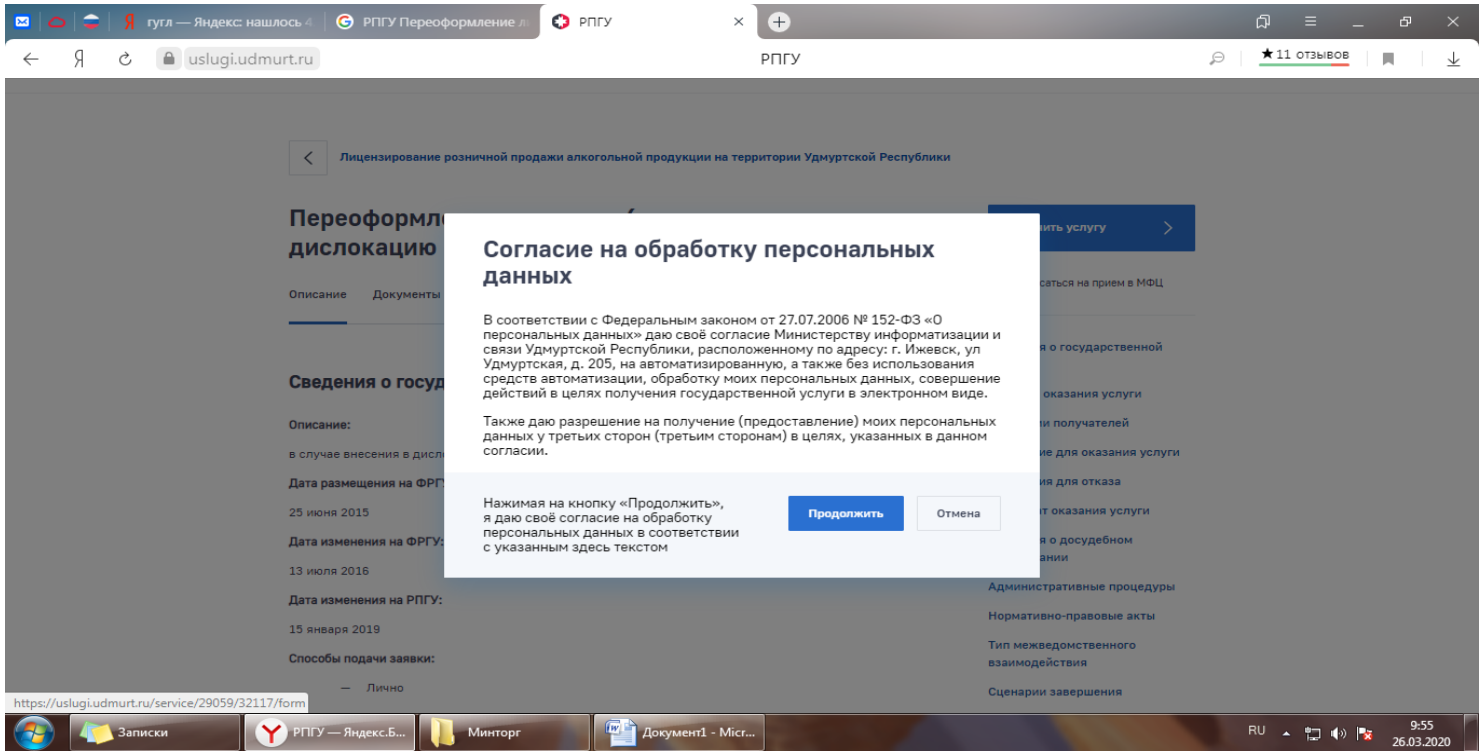 гугл — Яндекс: нашлось 4
РПГУ Переоформление л
РПГУ
uslugi.udmurt.ru
РПГУ
★11 отзывов
Лицензирование розничной продажи алкогольной продукции на территории Удмуртской Республики
дислокацию
ить услугу
саться на прием в МФЦ
Описание Документы
Согласие на обработку персональных
данных
В соответствии с Федеральным законом от 27.07.2006 № 152-ФЗ «О
персональных данных» даю своё согласие Министерству информатизации и
связи Удмуртской Республики, расположенному по адресу: г. Ижевск, ул
Удмуртская, д. 205, на автоматизированную, а также без использования
средств автоматизации, обработку моих персональных данных, совершение
действий в целях получения государственной услуги в электронном виде.
Также даю разрешение на получение (предоставление) моих персональных
данных у третьих сторон (третьим сторонам) в целях, указанных в данном
согласии.
Нажимая на кнопку «Продолжить»,
я даю своё согласие на обработку
персональных данных в соответствии
с указанным здесь текстом
Продолжить
Отмена
Сведения о госуд
Описание:
в случае внесения в дисл
Дата размещения на ФРГ
25 июня 2015
Дата изменения на ФРГУ:
13 июля 2016
Дата изменения на РПГУ:
15 января 2019
Способы подачи заявки:
— Лично
о государственной
оказания услуги
получателей
для оказания услуги
для отказа
оказания услуги
о досудебном
Административные процедуры
Нормативно-правовые акты
Тип межведомственного
взаимодействия
Сценарии завершения
https://uslugi.udmurt.ru/service/29059/32117/form
Записки
РПГУ — Яндекс.Б...
Минторг
Документ1 - Micr...
RU
9:55
26.03.2020